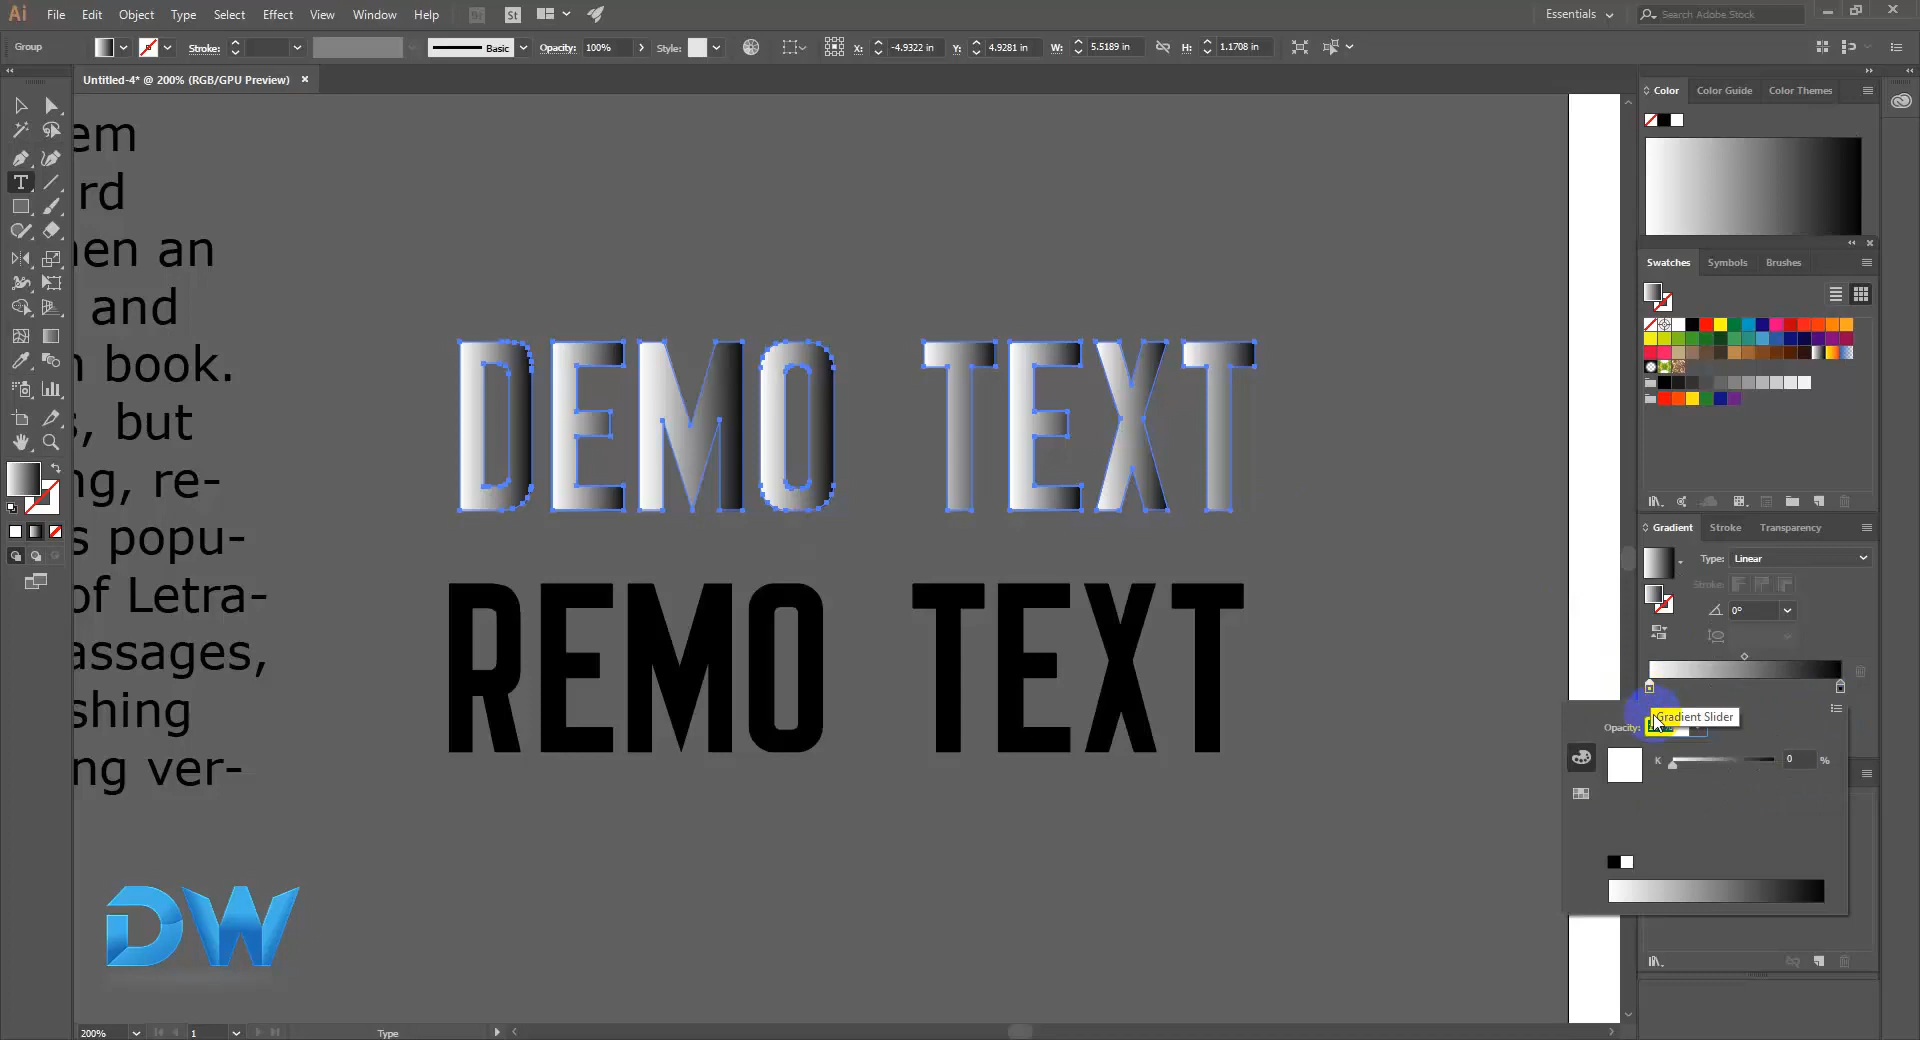 Ai File Edit Object Type Select Effect View Window Help Br St Essentials Search Adobe Stock
Group Stroke: Basic Opacity: 100% Style: X: -4.9322 in Y: 4.9281 in W: 5.5189 in H: 1.1708 in
Untitled-4* @ 200% (RGB/GPU Preview)
Color Color Guide Color Themes
em
rd
en an
and
book.
, but
ng, re-
s popu-
of Letra-
assages,
shing
ng ver-
DEMO TEXT
REMO TEXT
DW
Swatches Symbols Brushes
Gradient Stroke Transparency
Type: Linear
Stroke:
0°
Gradient Slider
Opacity:
K 0 %
200% 1 Type